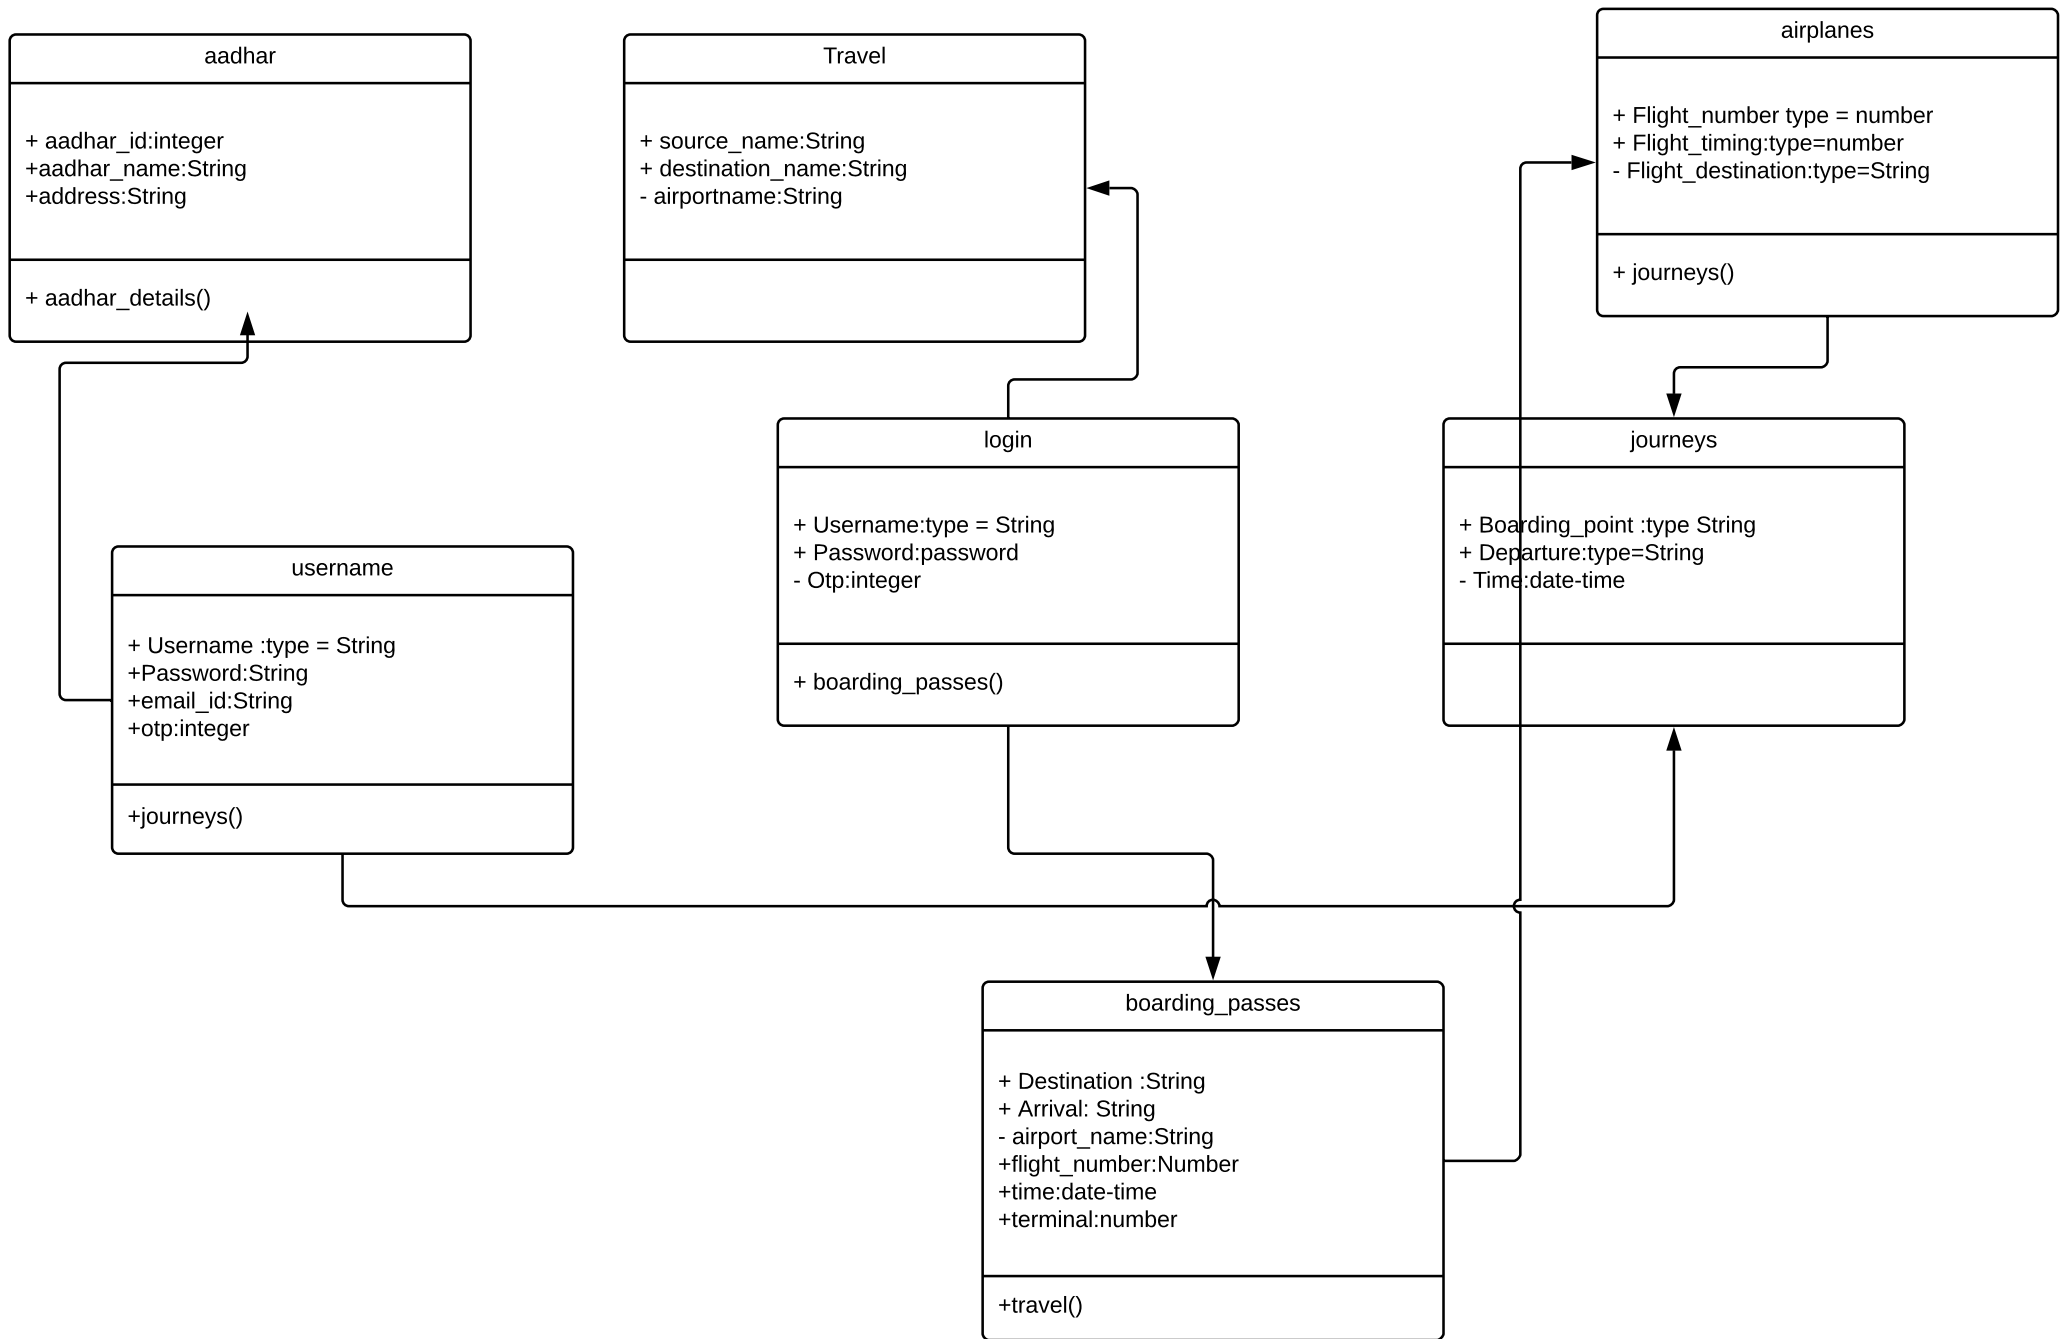 aadhar
+ aadhar_id:integer
+aadhar_name:String
+address:String
+ aadhar_details()
Travel
+ source_name:String
+ destination_name:String
- airportname:String
airplanes
+ Flight_number type = number
+ Flight_timing:type=number
- Flight_destination:type=String
+ journeys()
username
+ Username :type = String
+Password:String
+email_id:String
+otp:integer
+journeys()
login
+ Username:type = String
+ Password:password
- Otp:integer
+ boarding_passes()
journeys
+ Boarding_point :type String
+ Departure:type=String
- Time:date-time
boarding_passes
+ Destination :String
+ Arrival: String
- airport_name:String
+flight_number:Number
+time:date-time
+terminal:number
+travel()